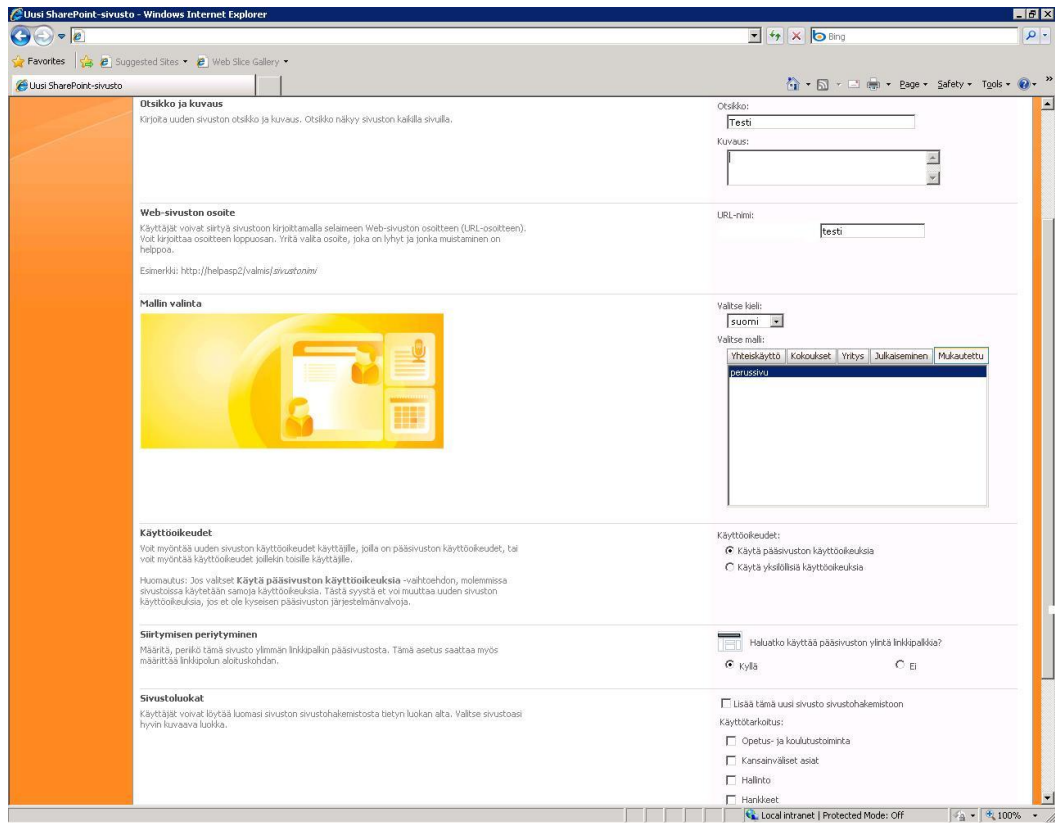 Uusi SharePoint-sivusto - Windows Internet Explorer
Bing
Favorites
Suggested Sites
Web Slice Gallery
Uusi SharePoint-sivusto
Page
Safety
Tools
Otsikko ja kuvaus
Kirjoita uuden sivuston otsikko ja kuvaus. Otsikko näkyy sivuston kaikilla sivuilla.
Otsikko:
Testi
Kuvaus:
Web-sivuston osoite
Käyttäjät voivat siirtyä sivustoon kirjoittamalla selaimeen Web-sivuston osoitteen (URL-osoitteen).
Voit kirjoittaa osoitteen loppuosan. Yritä valita osoite, joka on lyhyt ja jonka muistaminen on
helppoa.
Esimerkki: http://helpasp2/valmis/sivustonimi
URL-nimi:
testi
Mallin valinta
Valitse kieli:
suomi
Valitse malli:
Yhteiskäyttö Kokoukset Yritys Julkaiseminen Mukautettu
perussivu
Käyttöoikeudet
Voit myöntää uuden sivuston käyttöoikeudet käyttäjille, joilla on pääsivuston käyttöoikeudet, tai
voit myöntää käyttöoikeudet joillekin toisille käyttäjille.
Huomautus: Jos valitset Käytä pääsivuston käyttöoikeuksia -vaihtoehdon, molemmissa
sivustoissa käytetään samoja käyttöoikeuksia. Tästä syystä et voi muuttaa uuden sivuston
käyttöoikeuksia, jos et ole kyseisen pääsivuston järjestelmänvalvoja.
Käyttöoikeudet:
Käytä pääsivuston käyttöoikeuksia
Käytä yksilöllisiä käyttöoikeuksia
Siirtymisen periytyminen
Määritä, periikö tämä sivusto ylimmän linkkipalkin pääsivustosta. Tämä asetus saattaa myös
määrittää linkkipolun aloituskohdan.
Haluatko käyttää pääsivuston ylintä linkkipalkkia?
Kyllä Ei
Sivustoluokat
Käyttäjät voivat löytää luomasi sivuston sivustohakemistosta tietyn luokan alta. Valitse sivustoasi
hyvin kuvaava luokka.
Lisää tämä uusi sivusto sivustohakemistoon
Käyttötarkoitus:
Opetus- ja koulutustoiminta
Kansainväliset asiat
Hallinto
Hankkeet
Local intranet | Protected Mode: Off
100%